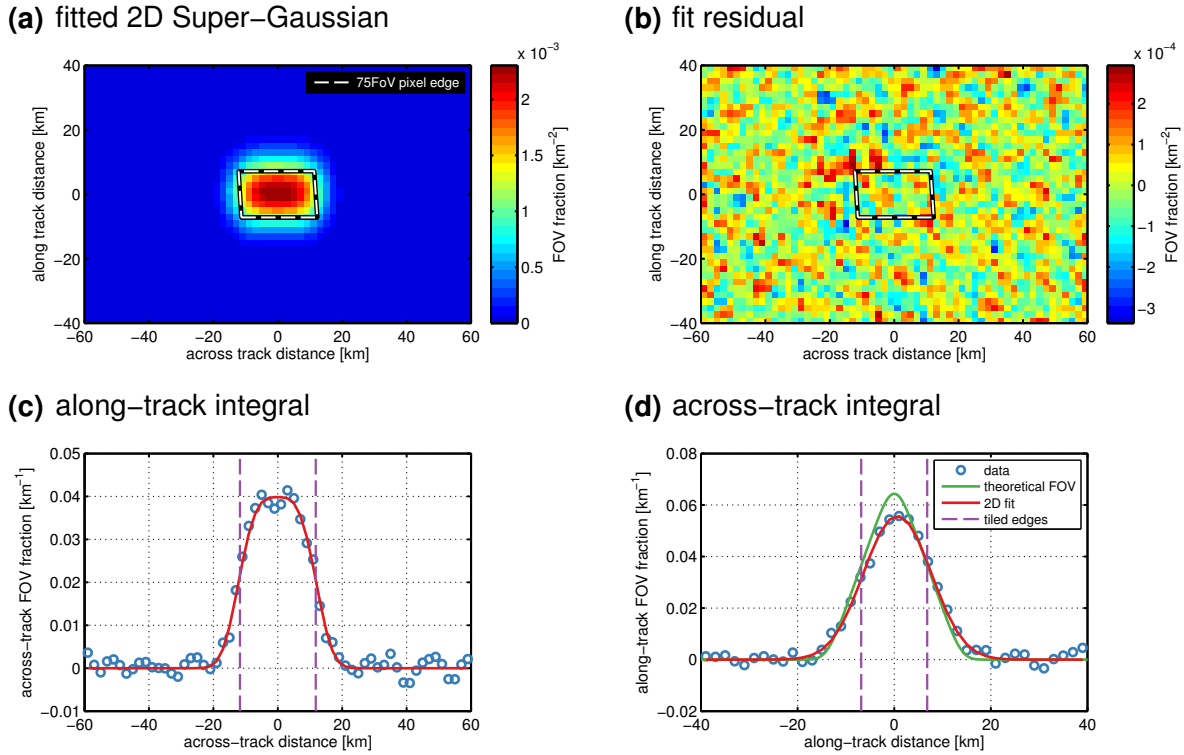 (a) fitted 2D Super−Gaussian
(b) fit residual
x 10−3
x 10−4
75FoV pixel edge
along track distance [km]
40
20
0
−20
−40
−60 −40 −20 0 20 40 60
across track distance [km]
2
1.5
1
0.5
0
FOV fraction [km−2]
along track distance [km]
40
20
0
−20
−40
−60 −40 −20 0 20 40 60
across track distance [km]
2
1
0
−1
−2
−3
FOV fraction [km−2]
(c) along−track integral
(d) across−track integral
across−track FOV fraction [km−1]
0.05
0.04
0.03
0.02
0.01
0
−0.01
−60 −40 −20 0 20 40 60
across−track distance [km]
along−track FOV fraction [km−1]
0.08
0.06
0.04
0.02
0
−0.02
−40 −20 0 20 40
along−track distance [km]
data
theoretical FOV
2D fit
tiled edges